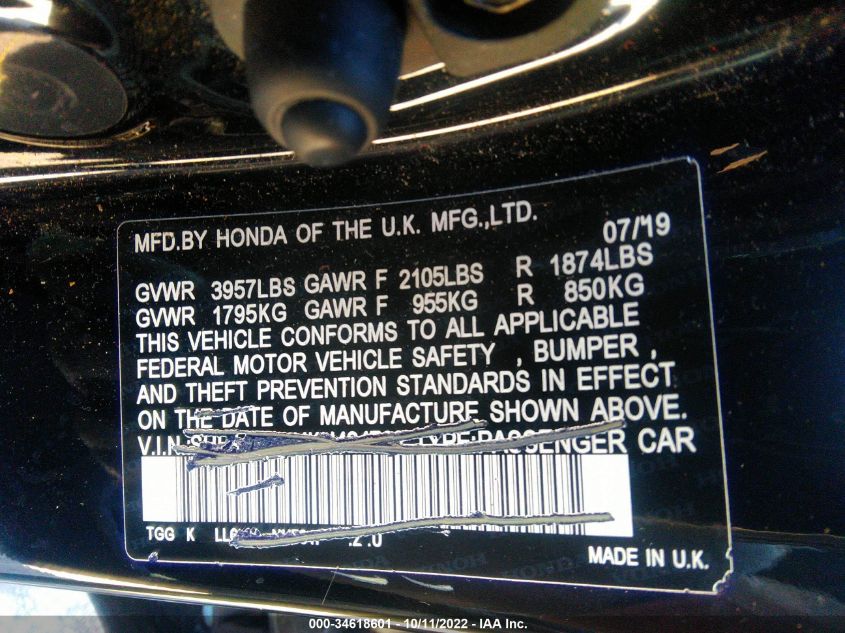 MFD.BY HONDA OF THE U.K. MFG.,LTD. 07/19
GVWR 3957LBS GAWR F 2105LBS R 1874LBS
GVWR 1795KG GAWR F 955KG R 850KG
THIS VEHICLE CONFORMS TO ALL APPLICABLE
FEDERAL MOTOR VEHICLE SAFETY , BUMPER ,
AND THEFT PREVENTION STANDARDS IN EFFECT
ON THE DATE OF MANUFACTURE SHOWN ABOVE.
V.I.N. TYPE:PASSENGER CAR
TGG K
MADE IN U.K.
000-34618601 - 10/11/2022 - IAA Inc.